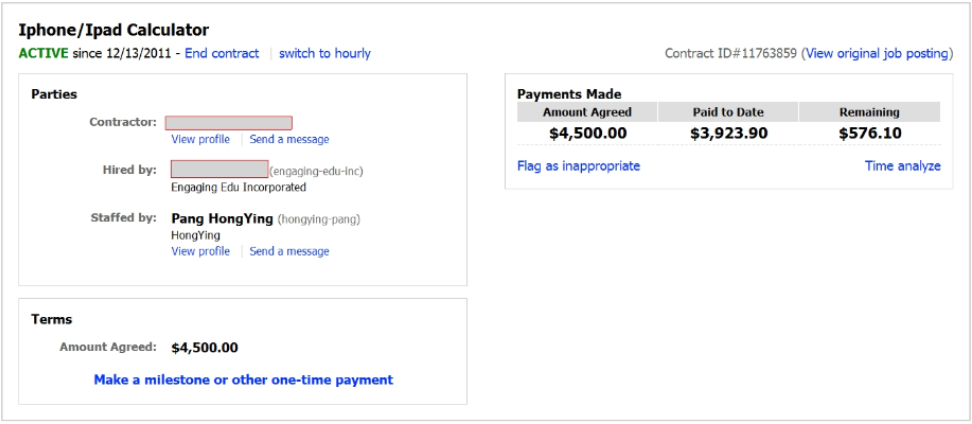 Iphone/Ipad Calculator
ACTIVE since 12/13/2011 - End contract | switch to hourly
Contract ID#11763859 (View original job posting)
Parties
Contractor:
View profile | Send a message
Hired by: (engaging-edu-inc)
Engaging Edu Incorporated
Staffed by: Pang HongYing (hongying-pang)
HongYing
View profile | Send a message
Terms
Amount Agreed: $4,500.00
Make a milestone or other one-time payment
Payments Made
Amount Agreed Paid to Date Remaining
$4,500.00 $3,923.90 $576.10
Flag as inappropriate Time analyze